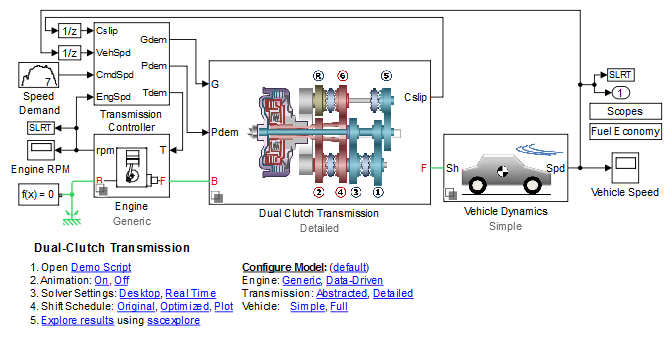 1/z
Cslip
Gdem
1/z
VehSpd
Pdem
7
CmdSpd
Tdem
EngSpd
Speed
Demand
Transmission
Controller
SLRT
Engine RPM
rpm
T
B
F
Engine
Generic
f(x) = 0
G
Pdem
B
Cslip
F
R
6
5
2
4
3
1
Dual Clutch Transmission
Detailed
Sh
Spd
Vehicle Dynamics
Simple
SLRT
1
Scopes
Fuel Economy
Vehicle Speed
Dual-Clutch Transmission
1. Open Demo Script
2. Animation: On, Off
3. Solver Settings: Desktop, Real Time
4. Shift Schedule: Original, Optimized, Plot
5. Explore results using sscexplore
Configure Model: (default)
Engine: Generic, Data-Driven
Transmission: Abstracted, Detailed
Vehicle: Simple, Full